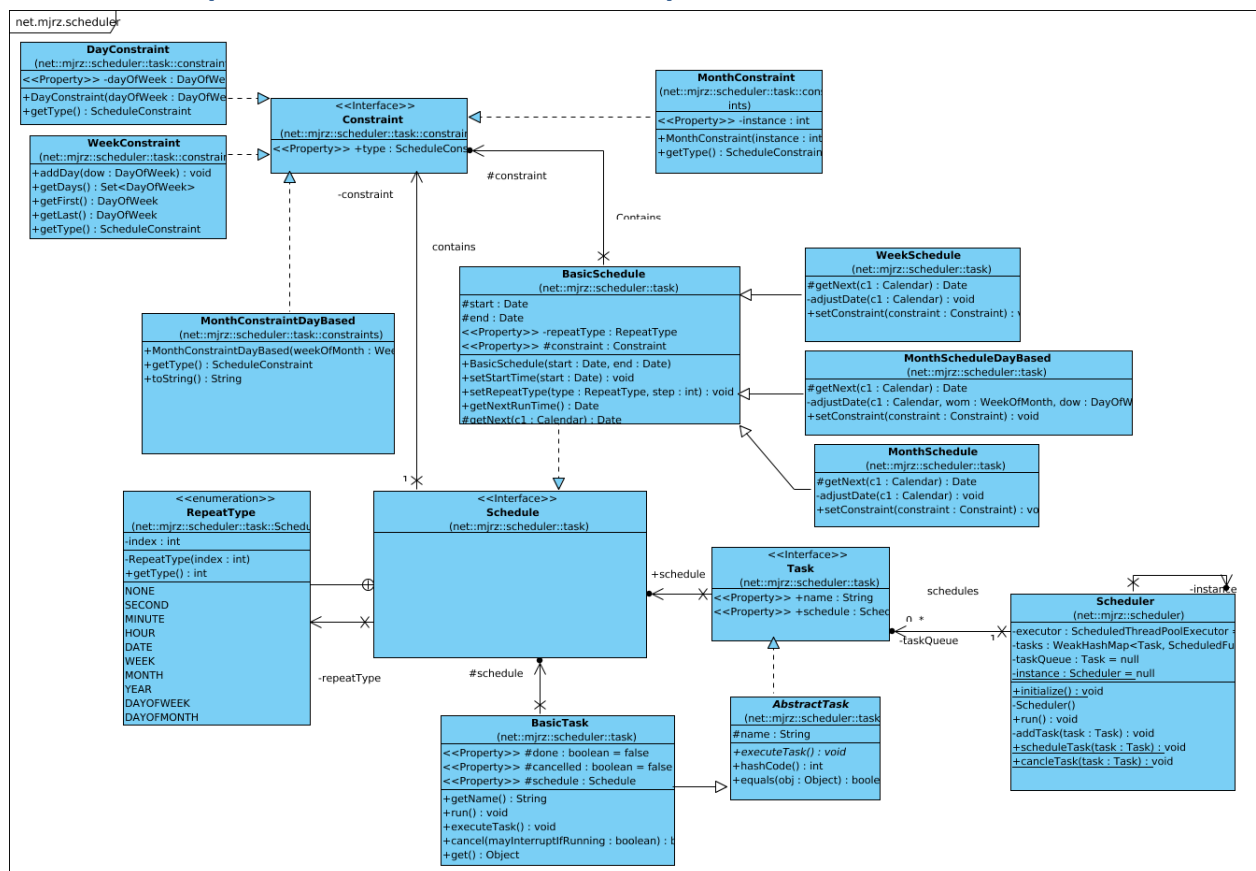 net.mjrz.scheduler
DayConstraint
(net::mjrz::scheduler::task::constrain
<<Property>> -dayOfWeek : DayOfWe
+DayConstraint(dayOfWeek : DayOfWe
+getType() : ScheduleConstraint
WeekConstraint
(net::mjrz::scheduler::task::constrain
+addDay(dow : DayOfWeek) : void
+getDays() : Set<DayOfWeek>
+getFirst() : DayOfWeek
+getLast() : DayOfWeek
+getType() : ScheduleConstraint
<<Interface>>
Constraint
(net::mjrz::scheduler::task::constrain
<<Property>> +type : ScheduleCons
MonthConstraint
(net::mjrz::scheduler::task::cons
ints)
<<Property>> -instance : int
+MonthConstraint(instance : int
+getType() : ScheduleConstrain
#constraint
-constraint
Contains
contains
MonthConstraintDayBased
(net::mjrz::scheduler::task::constraints)
+MonthConstraintDayBased(weekOfMonth : Wee
+getType() : ScheduleConstraint
+toString() : String
BasicSchedule
(net::mjrz::scheduler::task)
#start : Date
#end : Date
<<Property>> -repeatType : RepeatType
<<Property>> #constraint : Constraint
+BasicSchedule(start : Date, end : Date)
+setStartTime(start : Date) : void
+setRepeatType(type : RepeatType, step : int) : void
+getNextRunTime() : Date
#getNext(c1 : Calendar) : Date
WeekSchedule
(net::mjrz::scheduler::task)
#getNext(c1 : Calendar) : Date
-adjustDate(c1 : Calendar) : void
+setConstraint(constraint : Constraint) : v
MonthScheduleDayBased
(net::mjrz::scheduler::task)
#getNext(c1 : Calendar) : Date
-adjustDate(c1 : Calendar, wom : WeekOfMonth, dow : DayOfW
+setConstraint(constraint : Constraint) : void
MonthSchedule
(net::mjrz::scheduler::task)
#getNext(c1 : Calendar) : Date
-adjustDate(c1 : Calendar) : void
+setConstraint(constraint : Constraint) : vo
1
<<enumeration>>
RepeatType
(net::mjrz::scheduler::task::Schedu
-index : int
-RepeatType(index : int)
+getType() : int
NONE
SECOND
MINUTE
HOUR
DATE
WEEK
MONTH
YEAR
DAYOFWEEK
DAYOFMONTH
<<Interface>>
Schedule
(net::mjrz::scheduler::task)
-repeatType
+schedule
#schedule
<<Interface>>
Task
(net::mjrz::scheduler::task)
<<Property>> +name : String
<<Property>> +schedule : Sched
schedules
0..*
-taskQueue
1
-instance
Scheduler
(net::mjrz::scheduler)
-executor : ScheduledThreadPoolExecutor =
-tasks : WeakHashMap<Task, ScheduledFu
-taskQueue : Task = null
-instance : Scheduler = null
+initialize() : void
-Scheduler()
+run() : void
-addTask(task : Task) : void
+scheduleTask(task : Task) : void
+cancleTask(task : Task) : void
BasicTask
(net::mjrz::scheduler::task)
<<Property>> #done : boolean = false
<<Property>> #cancelled : boolean = false
<<Property>> #schedule : Schedule
+getName() : String
+run() : void
+executeTask() : void
+cancel(mayInterruptIfRunning : boolean) : b
+get() : Object
AbstractTask
(net::mjrz::scheduler::task
#name : String
+executeTask() : void
+hashCode() : int
+equals(obj : Object) : boole